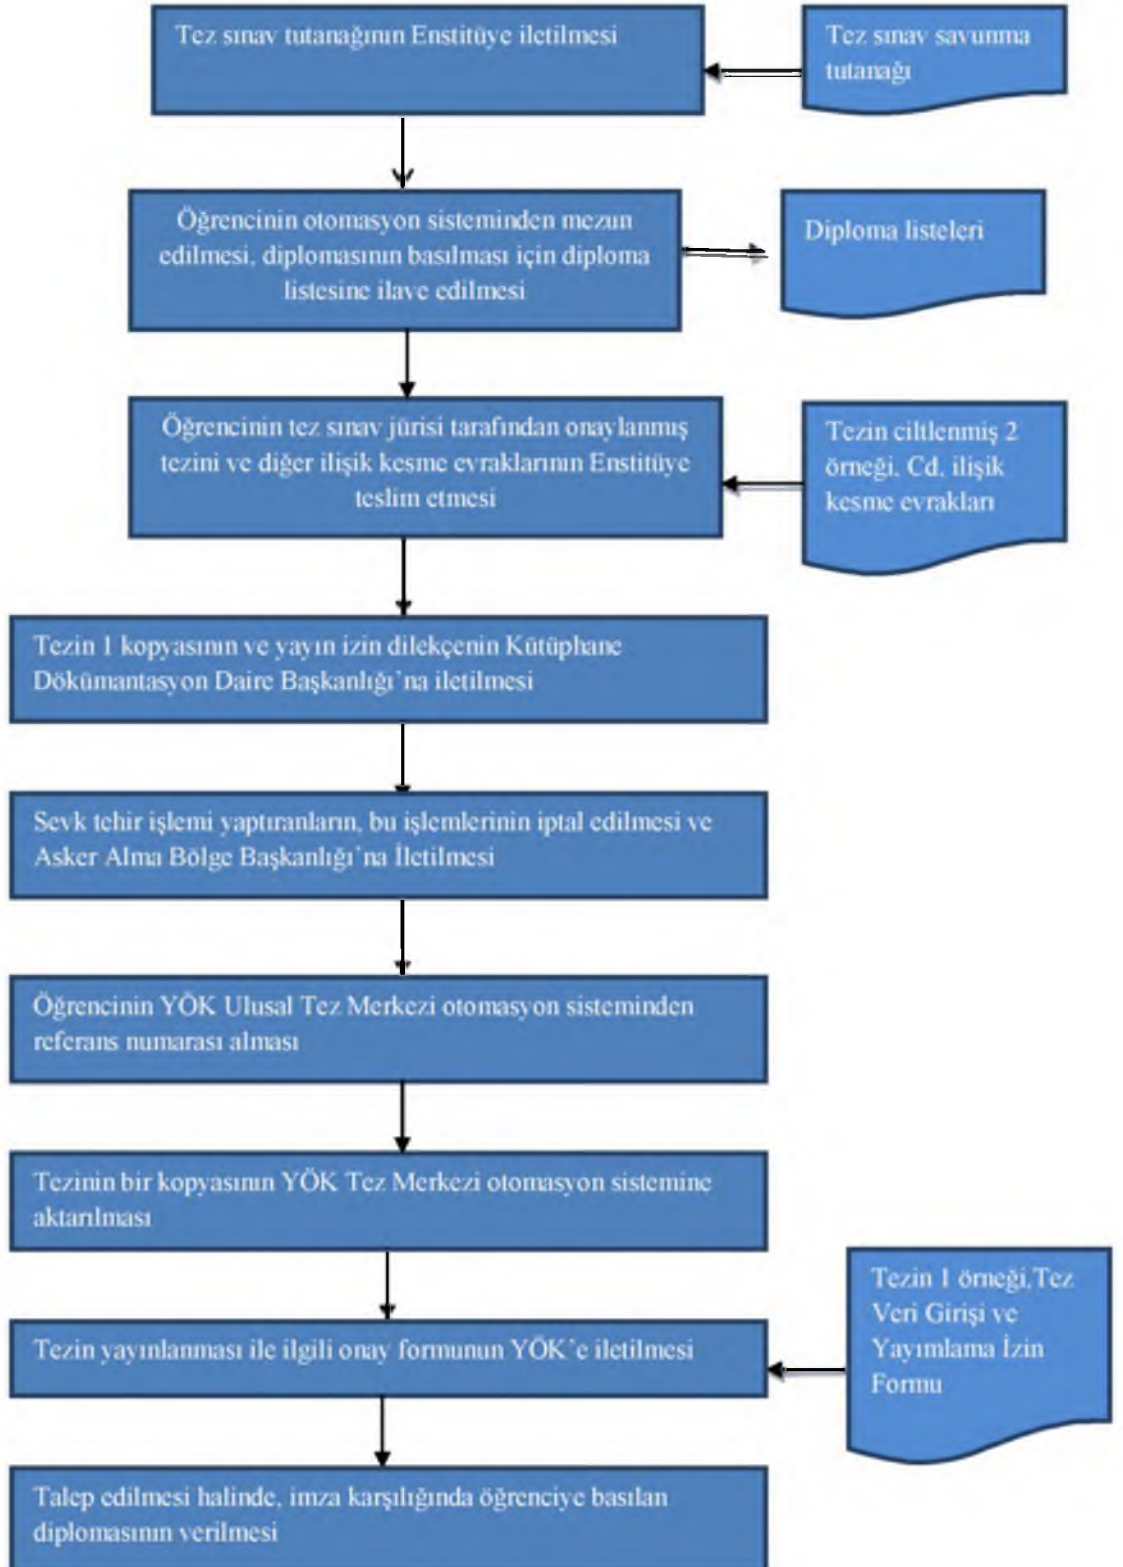 Tez sınav tutanağının Enstitüye iletilmesi
Tez sınav savunma
tutanağı
Öğrencinin otomasyon sisteminden mezun
edilmesi, diplomasının basılması için diploma
listesine ilave edilmesi
Diploma listeleri
Öğrencinin tez sınav jürisi tarafından onaylanmış
tezini ve diğer ilişik kesme evraklarının Enstitüye
teslim etmesi
Tezin ciltlenmiş 2
örneği, Cd, ilişik
kesme evrakları
Tezin 1 kopyasının ve yayın izin dilekçenin Kütüphane
Dökümantasyon Daire Başkanlığı'na iletilmesi
Sevk tehir işlemi yaptıranların, bu işlemlerinin iptal edilmesi ve
Asker Alma Bölge Başkanlığı'na İletilmesi
Öğrencinin YÖK Ulusal Tez Merkezi otomasyon sisteminden
referans numarası alması
Tezinin bir kopyasının YÖK Tez Merkezi otomasyon sistemine
aktarılması
Tezin yayınlanması ile ilgili onay formunun YÖK'e iletilmesi
Tezin 1 örneği,Tez
Veri Girişi ve
Yayımlama İzin
Formu
Talep edilmesi halinde, imza karşılığında öğrenciye basılan
diplomasının verilmesi